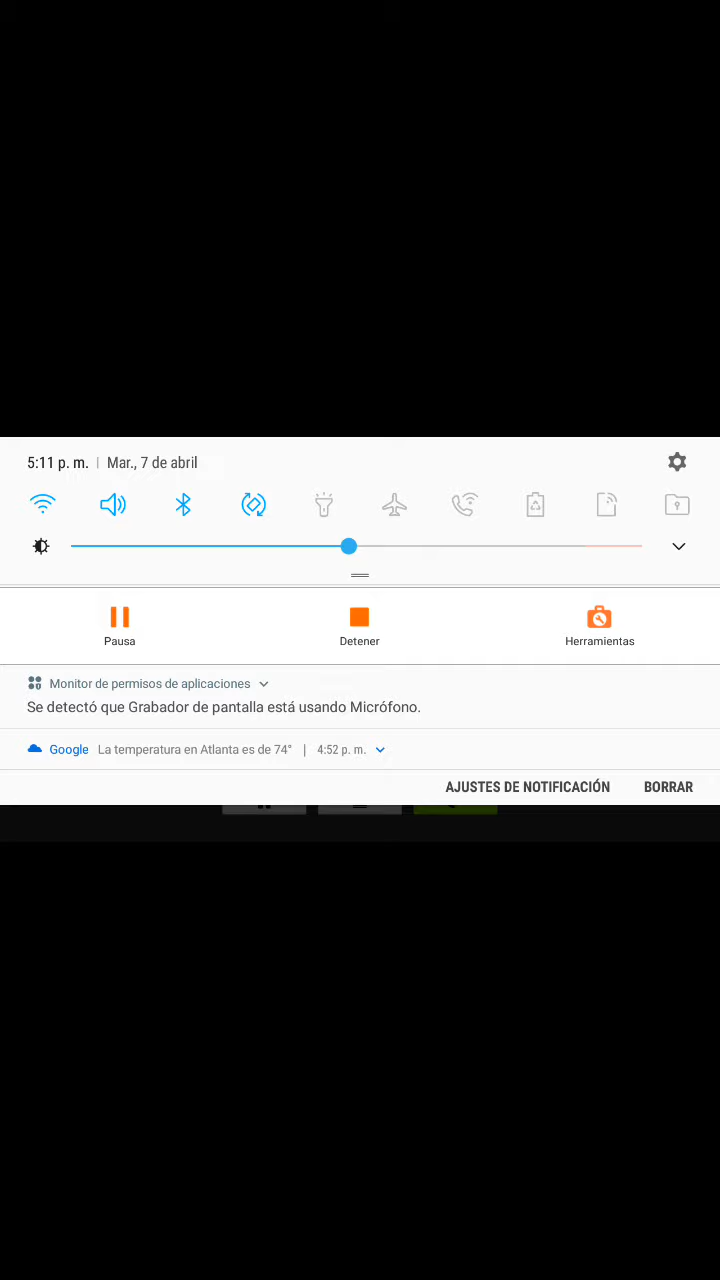 5:11 p. m. | Mar., 7 de abril
Pausa Detener Herramientas
Monitor de permisos de aplicaciones
Se detectó que Grabador de pantalla está usando Micrófono.
Google La temperatura en Atlanta es de 74° | 4:52 p. m.
AJUSTES DE NOTIFICACIÓN BORRAR